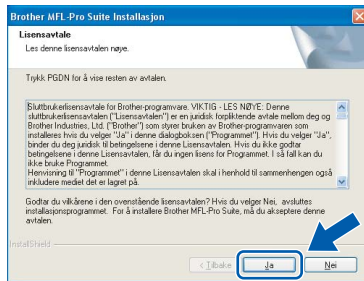 Brother MFL-Pro Suite Installasjon
Lisensavtale
Les denne lisensavtalen nøye.
Trykk PGDN for å vise resten av avtalen.
Sluttbrukerlisensavtale for Brother-programvare. VIKTIG - LES NØYE: Denne
sluttbrukerlisensavtalen ("Lisensavtalen") er en juridisk forpliktende avtale mellom deg og
Brother Industries, Ltd. ("Brother") som styrer bruken av Brother-programvaren som
installeres hvis du velger "Ja" i denne dialogboksen ("Programmet"). Hvis du velger "Ja",
binder du deg juridisk til betingelsene i denne Lisensavtalen. Hvis du ikke godtar
betingelsene i denne Lisensavtalen, får du ingen lisens for Programmet. I så fall kan du
ikke bruke Programmet.
Henvisning til "Programmet" i denne Lisensavtalen skal i henhold til sammenhengen også
inkludere mediet det er lagret på.
Godtar du vilkårene i den ovenstående lisensavtalen? Hvis du velger Nei, avsluttes
installasjonsprogrammet. For å installere Brother MFL-Pro Suite, må du akseptere denne
avtalen.
InstallShield
< Tilbake Ja Nei